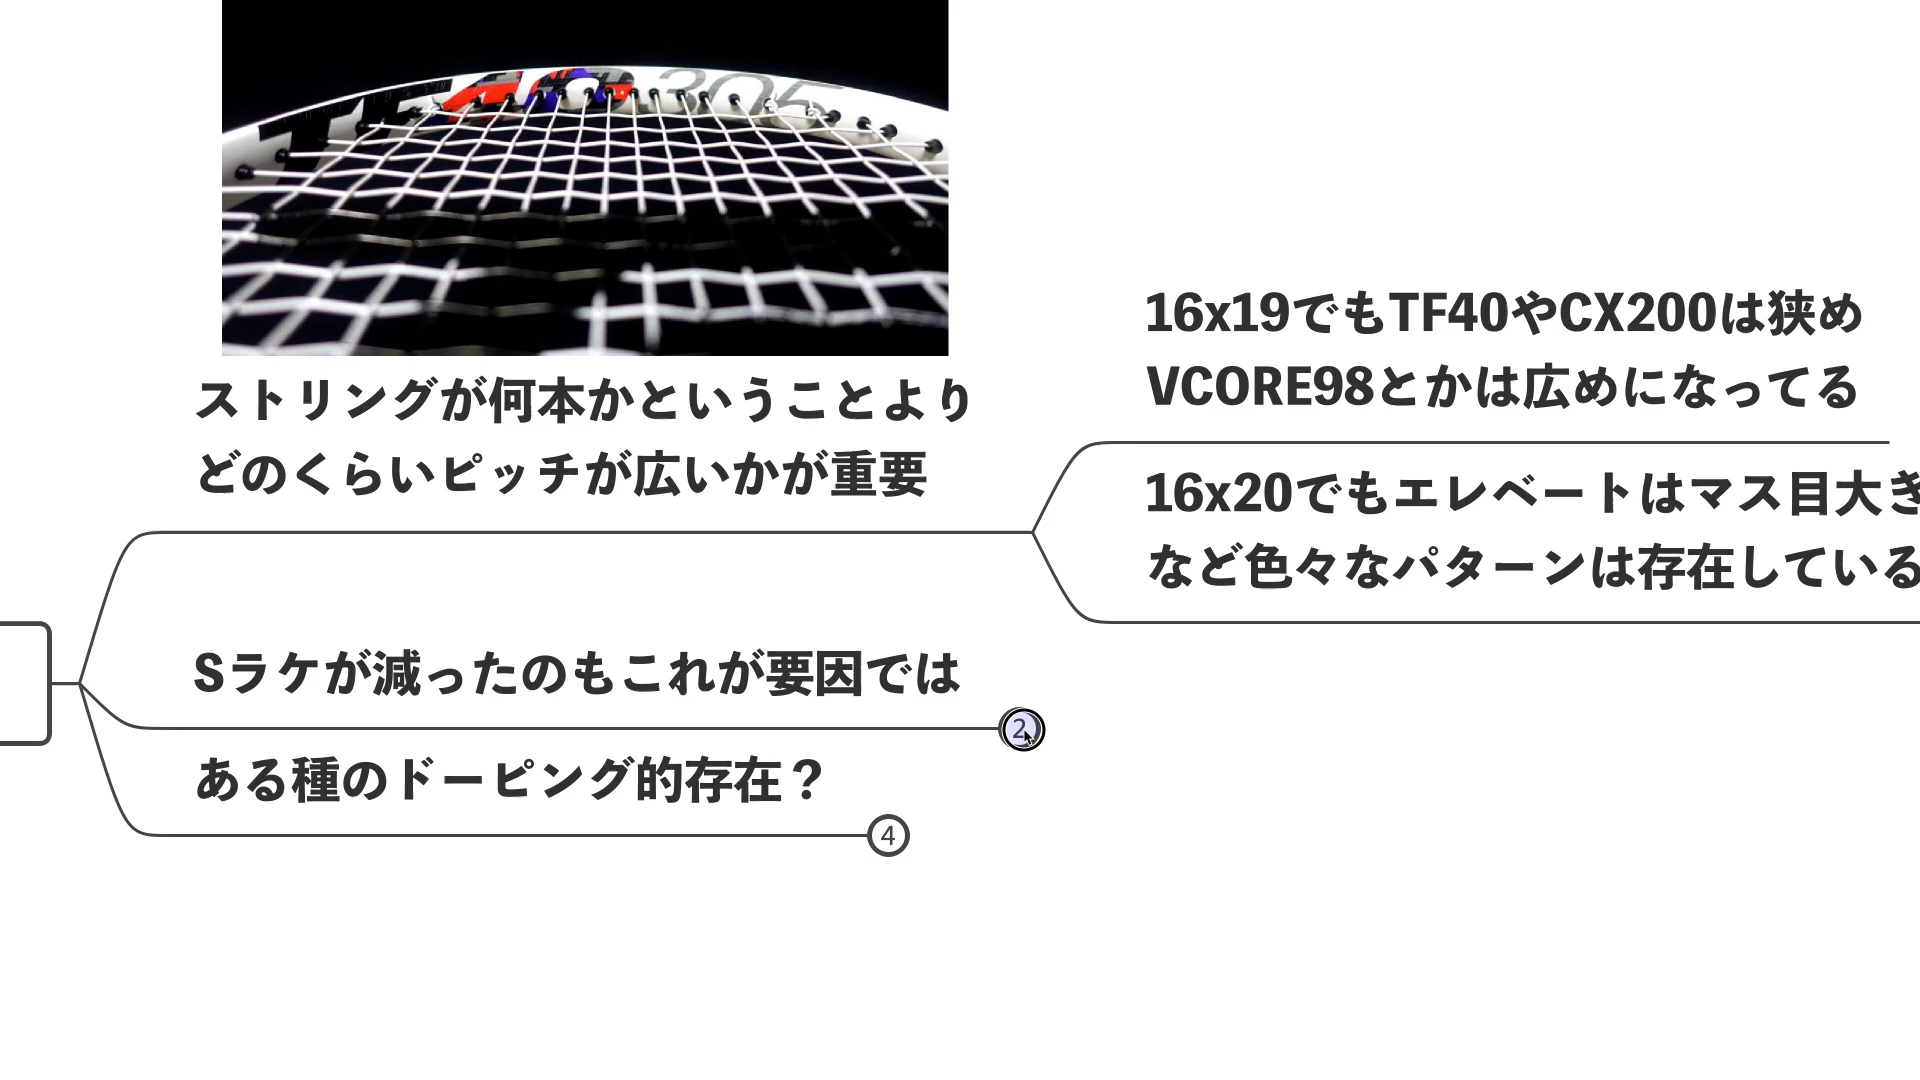 TF40 305
ストリングが何本かということより
どのくらいピッチが広いかが重要
16x19でもTF40やCX200は狭め
VCORE98とかは広めになってる
16x20でもエレベートはマス目大き
など色々なパターンは存在している
Sラケが減ったのもこれが要因では
2
ある種のドーピング的存在？
4